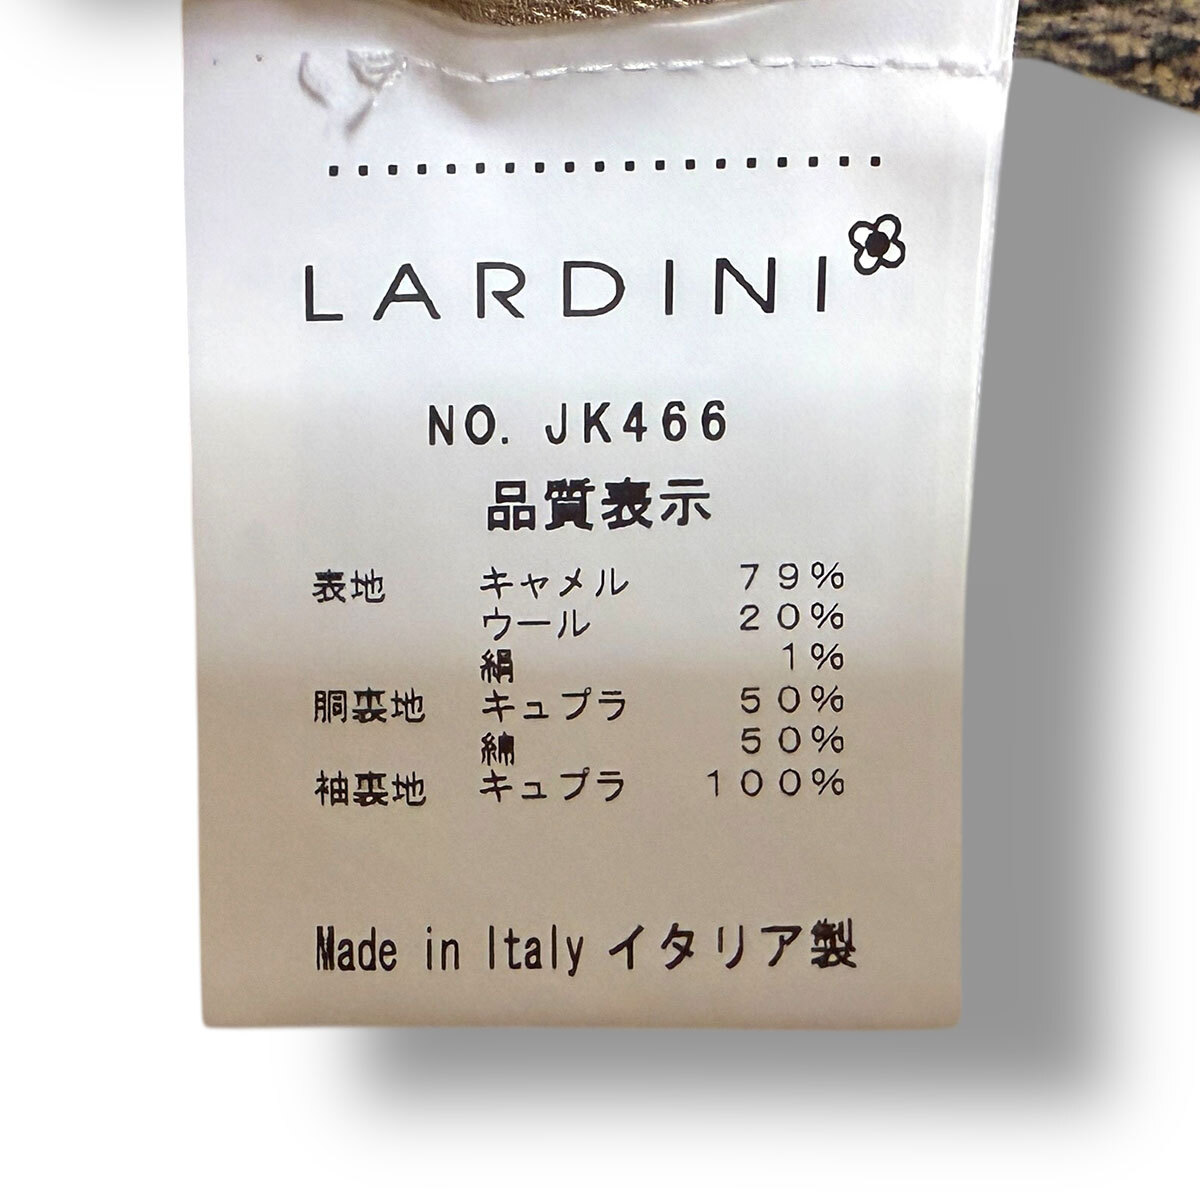 LARDINI
NO. JK466
品質表示
表地 キャメル 79%
ウール 20%
絹 1%
胴裏地 キュプラ 50%
綿 50%
袖裏地 キュプラ 100%
Made in Italy イタリア製